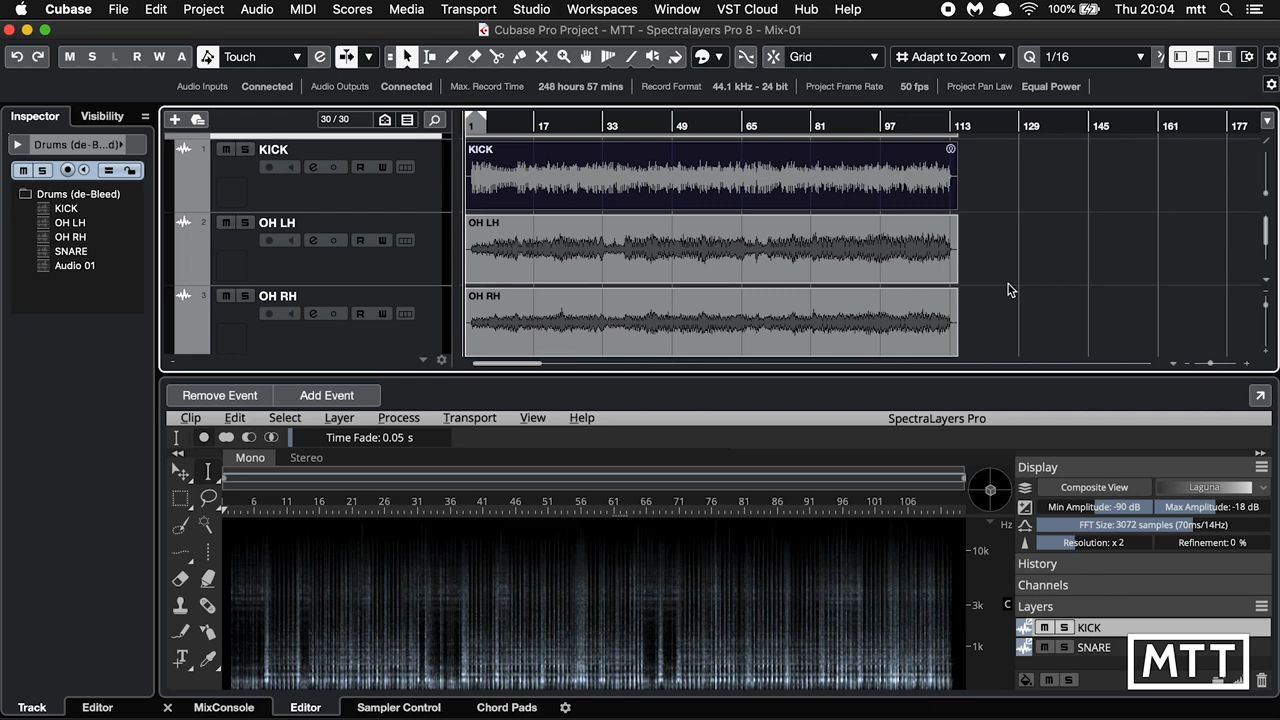 Cubase File Edit Project Audio MIDI Scores Media Transport Studio Workspaces Window VST Cloud Hub Help 100% Thu 20:04 mtt
Cubase Pro Project - MTT - Spectralayers Pro 8 - Mix-01
M S L R W A Touch Grid Adapt to Zoom Q 1/16
Audio Inputs Connected Audio Outputs Connected Max. Record Time 248 hours 57 mins Record Format 44.1 kHz - 24 bit Project Frame Rate 50 fps Project Pan Law Equal Power
Inspector Visibility
30 / 30
1 17 33 49 65 81 97 113 129 145 161 177
Drums (de-B...d)
M S
Drums (de-Bleed)
KICK
OH LH
OH RH
SNARE
Audio 01
1 M S KICK
e R W
KICK
2 M S OH LH
e R W
OH LH
3 M S OH RH
e R W
OH RH
Remove Event Add Event
Clip Edit Select Layer Process Transport View Help SpectraLayers Pro
Time Fade: 0.05 s
Mono Stereo
6 11 16 21 26 31 36 41 46 51 56 61 66 71 76 81 86 91 96 101 106
Hz
10k
3k
1k
C
Display
Composite View Laguna
Min Amplitude: -90 dB Max Amplitude: -18 dB
FFT Size: 3072 samples (70ms/14Hz)
Resolution: x 2 Refinement: 0 %
History
Channels
Layers
M S KICK
M S SNARE
M S
MTT
Track Editor MixConsole Editor Sampler Control Chord Pads